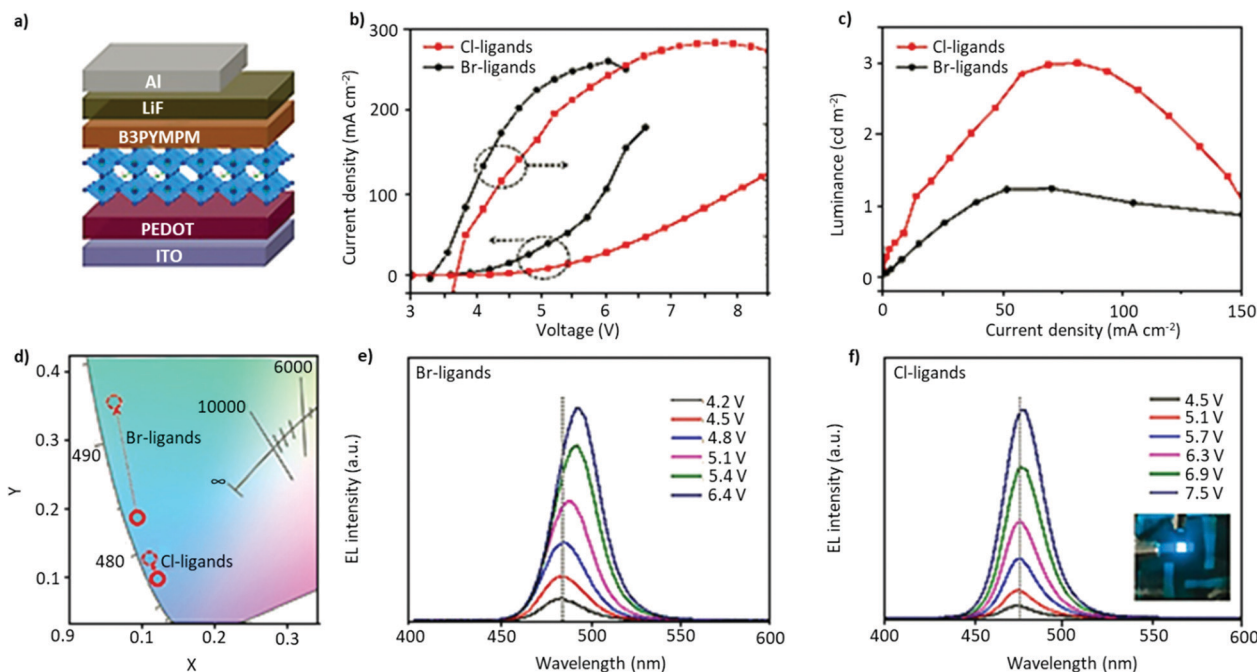 a)
Al
LiF
B3PYMPM
PEDOT
ITO
b)
Cl-ligands
Br-ligands
Current density (mA cm⁻²)
300
200
100
0
3 4 5 6 7 8
Voltage (V)
c)
Cl-ligands
Br-ligands
Luminance (cd m⁻²)
3
2
1
0
0 50 100 150
Current density (mA cm⁻²)
d)
0.4
0.3
0.2
0.1
Y
6000
10000
Br-ligands
490
∞
480
Cl-ligands
0.9 0.1 0.2 0.3
X
e)
Br-ligands
4.2 V
4.5 V
4.8 V
5.1 V
5.4 V
6.4 V
EL intensity (a.u.)
400 450 500 550 600
Wavelength (nm)
f)
Cl-ligands
4.5 V
5.1 V
5.7 V
6.3 V
6.9 V
7.5 V
EL intensity (a.u.)
400 450 500 550 600
Wavelength (nm)